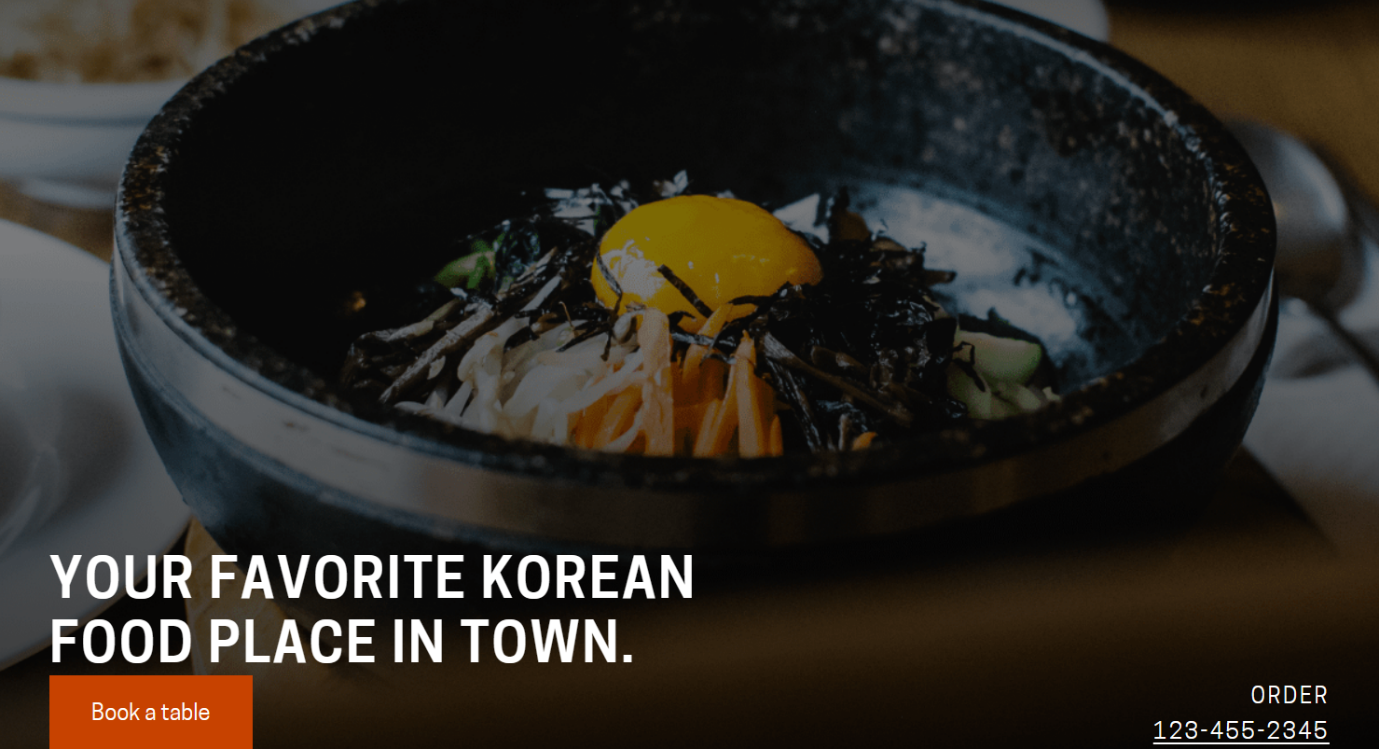 YOUR FAVORITE KOREAN
FOOD PLACE IN TOWN.
Book a table
ORDER
123-455-2345